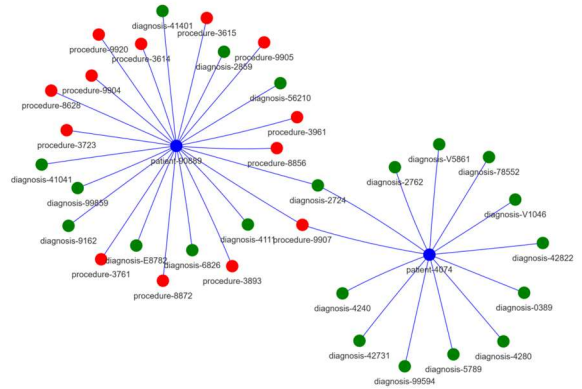 diagnosis-41401
procedure-3615
procedure-9920
procedure-3614
procedure-9905
diagnosis-2859
procedure-9904
diagnosis-56210
procedure-8628
procedure-3961
procedure-3723
patient-90889
procedure-8856
diagnosis-V5861
diagnosis-78552
diagnosis-2762
diagnosis-41041
diagnosis-99859
diagnosis-2724
diagnosis-V1046
diagnosis-9162
diagnosis-4111
procedure-9907
diagnosis-E8782
diagnosis-6826
diagnosis-42822
procedure-3761
procedure-3893
patient-4074
procedure-8872
diagnosis-4240
diagnosis-0389
diagnosis-42731
diagnosis-5789
diagnosis-4280
diagnosis-99594